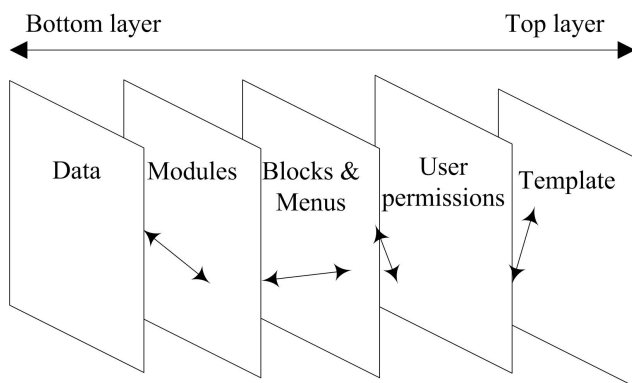 Bottom layer
Top layer
Data
Modules
Blocks &
Menus
User
permissions
Template